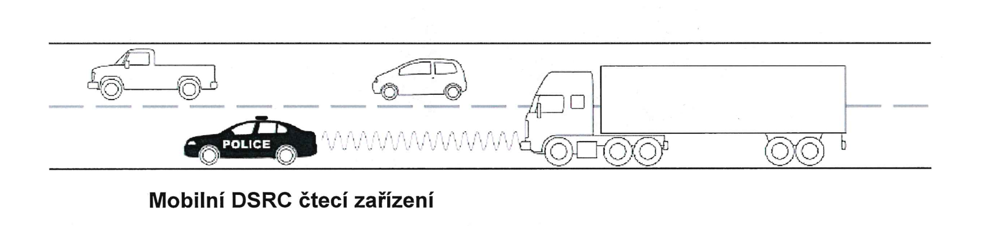 POLICE
Mobilní DSRC čtecí zařízení